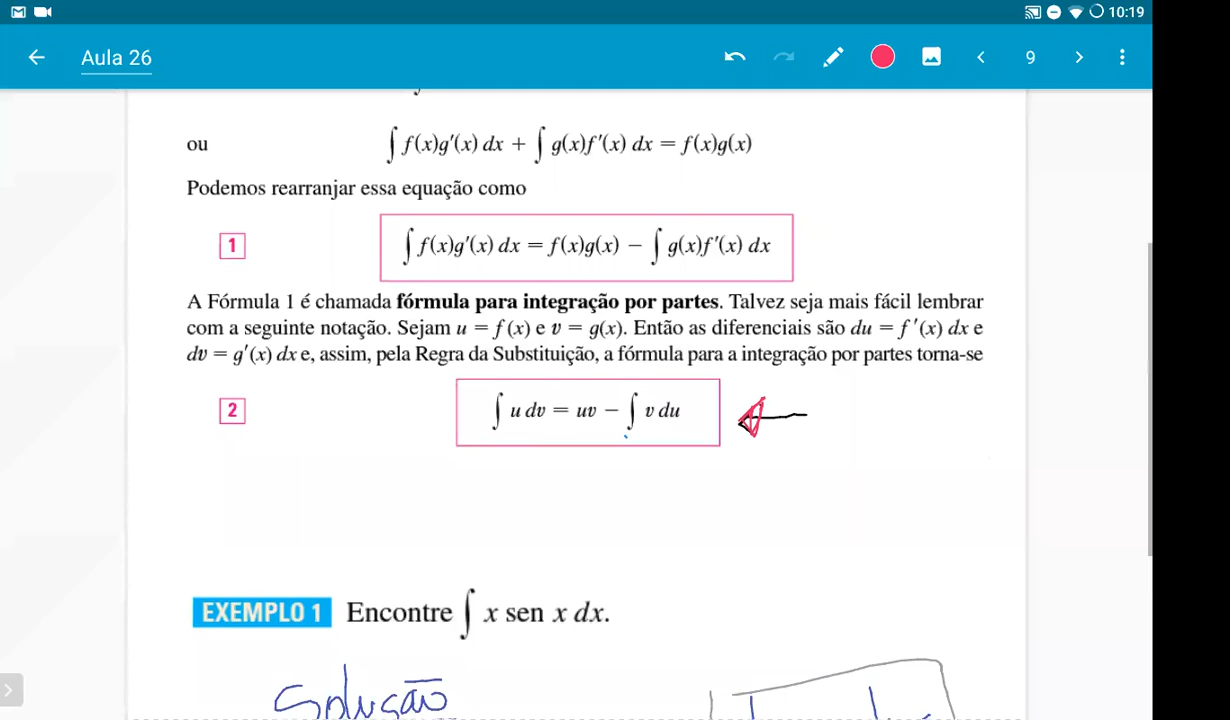 10:19
Aula 26
9
ou ∫ f(x)g′(x) dx + ∫ g(x)f′(x) dx = f(x)g(x)
Podemos rearranjar essa equação como
1 ∫ f(x)g′(x) dx = f(x)g(x) − ∫ g(x)f′(x) dx
A Fórmula 1 é chamada fórmula para integração por partes. Talvez seja mais fácil lembrar
com a seguinte notação. Sejam u = f(x) e v = g(x). Então as diferenciais são du = f′(x) dx e
dv = g′(x) dx e, assim, pela Regra da Substituição, a fórmula para a integração por partes torna-se
2 ∫ u dv = uv − ∫ v du
EXEMPLO 1 Encontre ∫ x sen x dx.
Solução